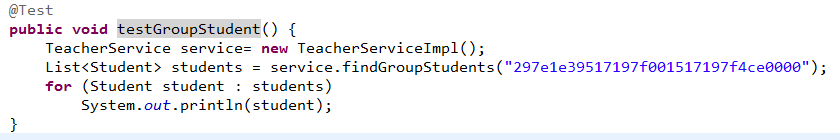 @Test
public void testGroupStudent() {
TeacherService service= new TeacherServiceImpl();
List<Student> students = service.findGroupStudents("297e1e39517197f001517197f4ce0000");
for (Student student : students)
System.out.println(student);
}